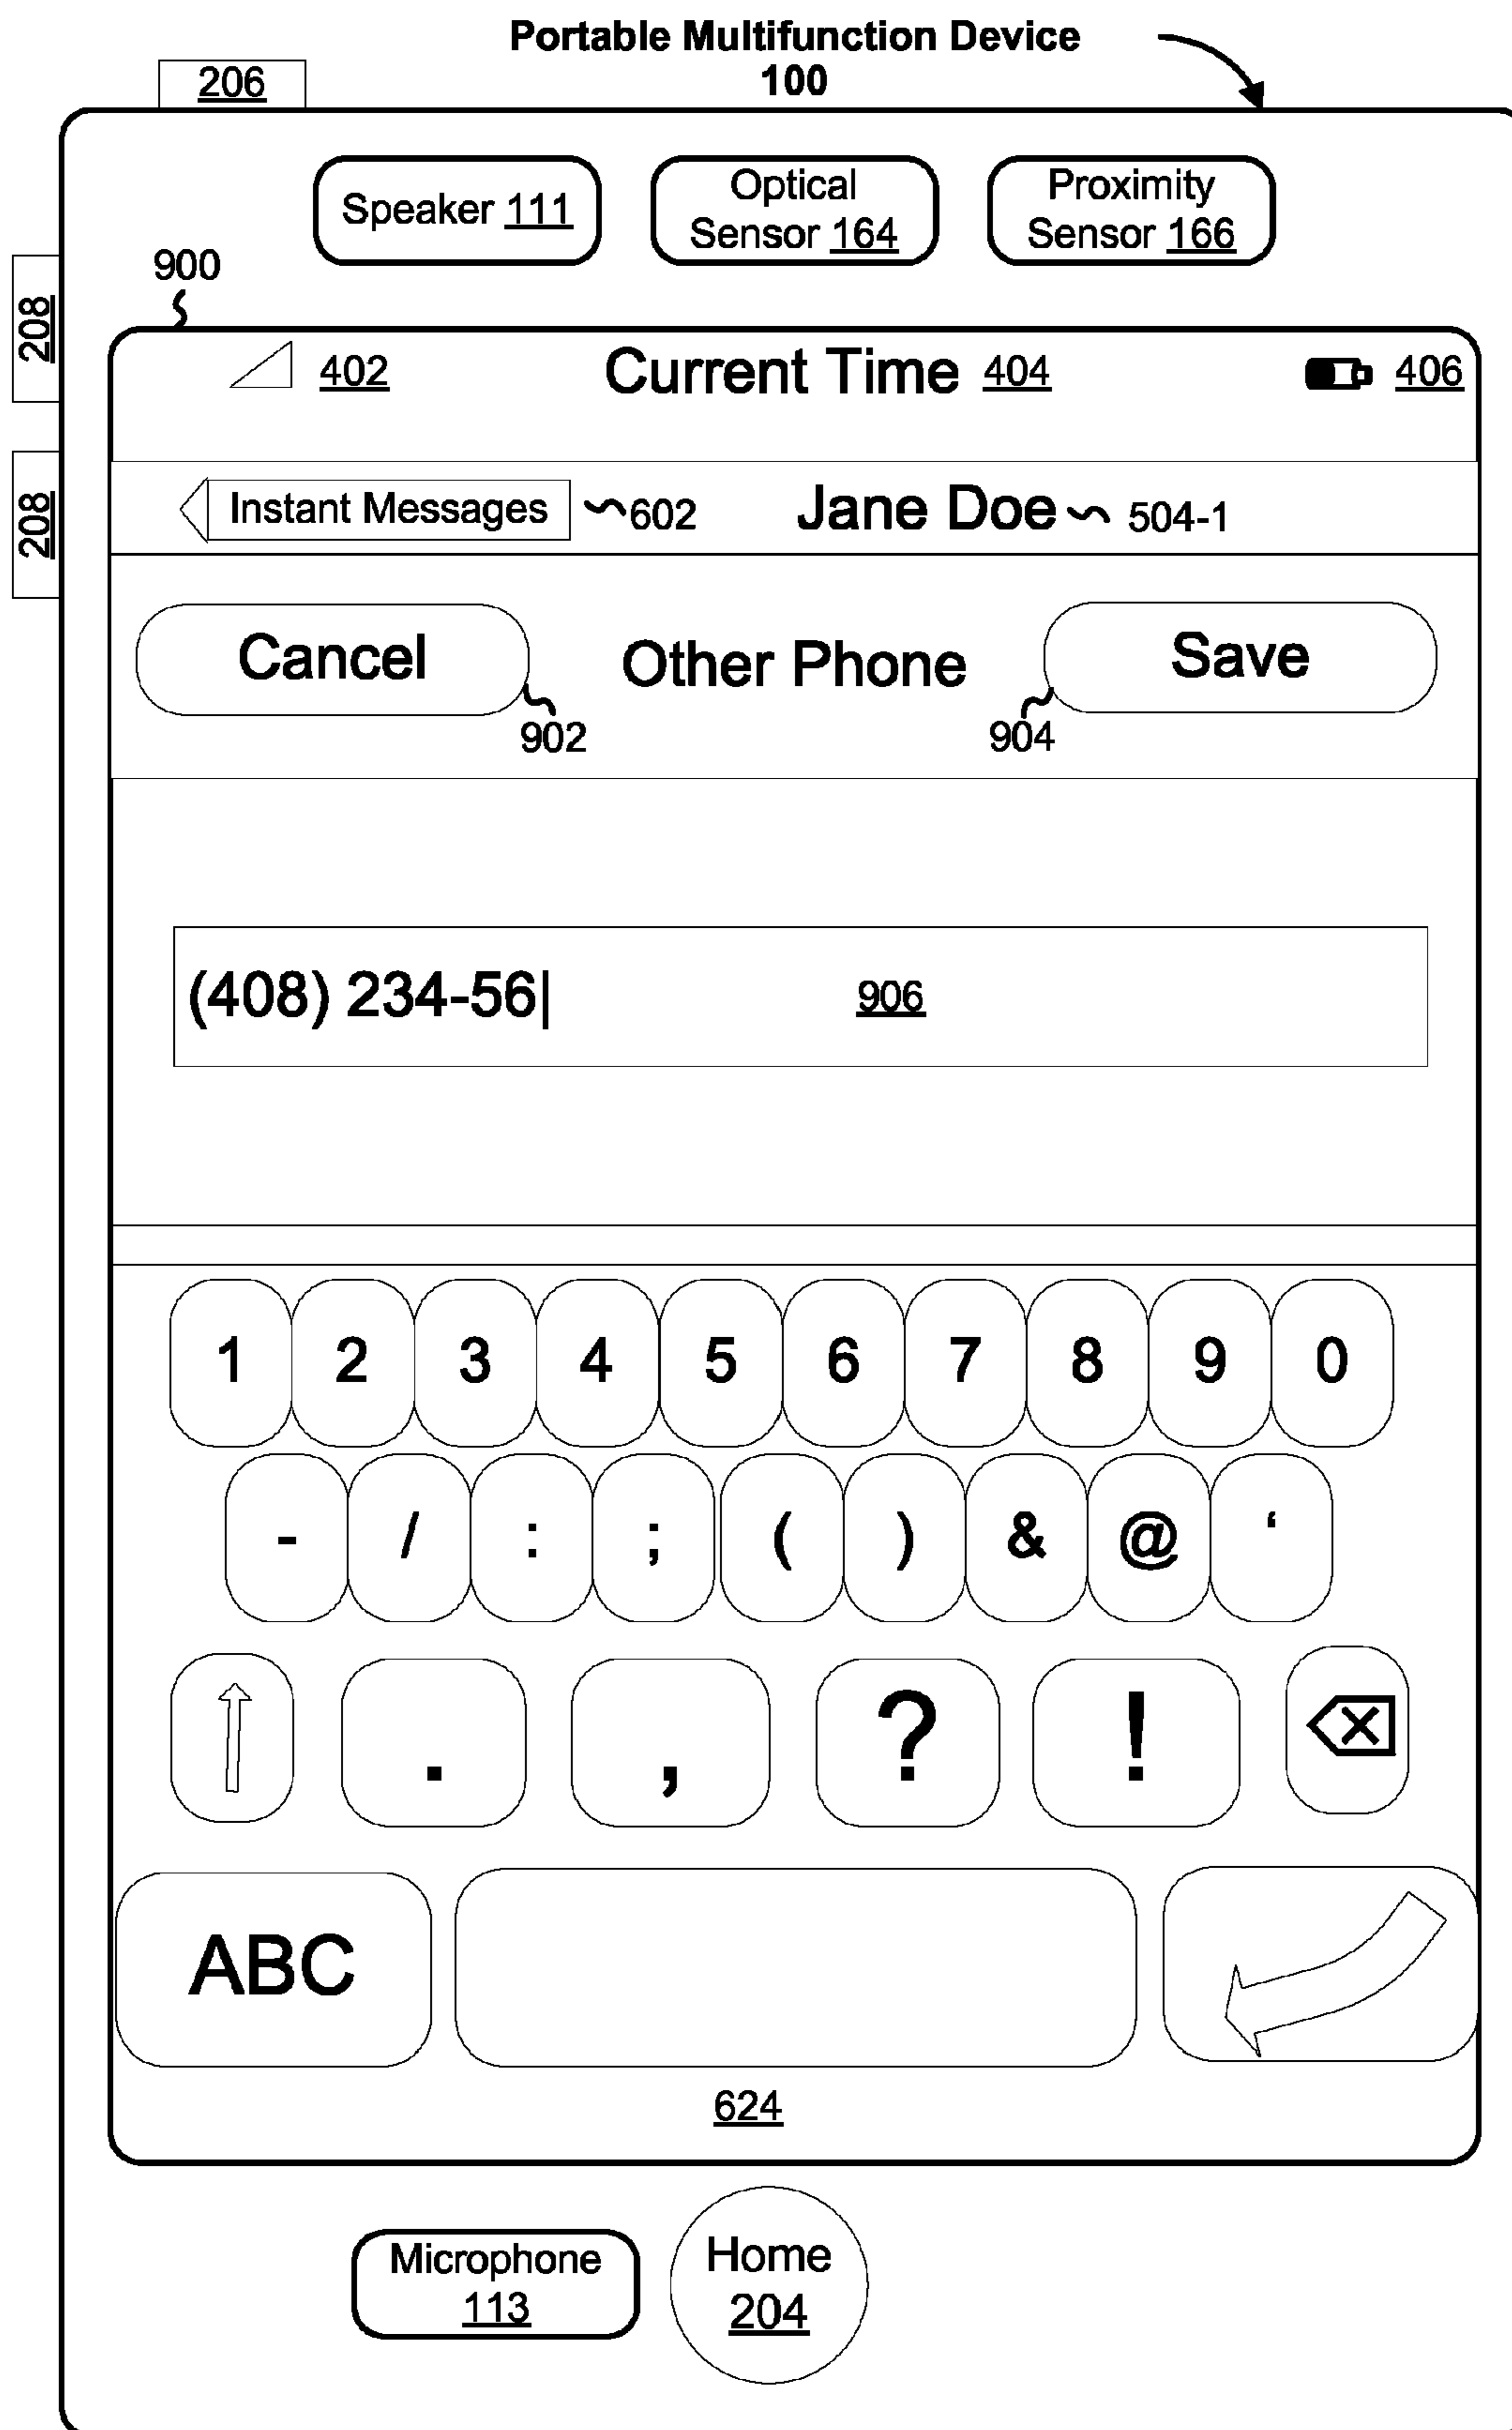 Portable Multifunction Device
100
206
Speaker 111
Optical
Sensor 164
Proximity
Sensor 166
900
208
208
402
Current Time 404
406
Instant Messages
602
Jane Doe
504-1
Cancel
Other Phone
Save
902
904
(408) 234-56|
906
1 2 3 4 5 6 7 8 9 0
- / : ; ( ) & @ ‘
. , ? !
ABC
624
Microphone
113
Home
204